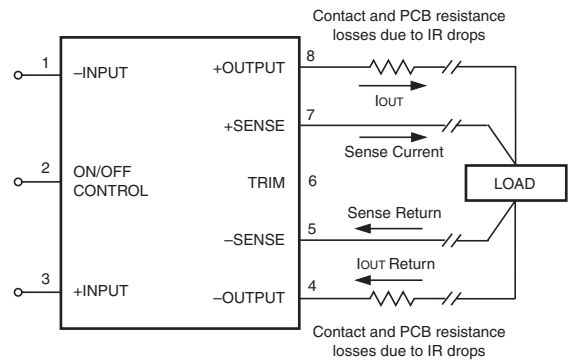 Contact and PCB resistance
losses due to IR drops
1
–INPUT
+OUTPUT
8
IOUT
7
+SENSE
Sense Current
2
ON/OFF
CONTROL
TRIM
6
LOAD
Sense Return
5
–SENSE
IOUT Return
3
+INPUT
–OUTPUT
4
Contact and PCB resistance
losses due to IR drops